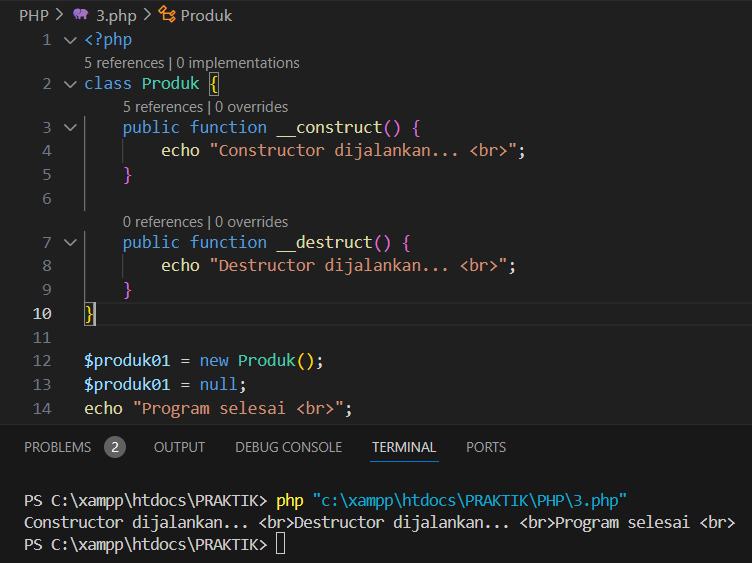 PHP > 3.php > Produk
1 <?php
5 references | 0 implementations
2 class Produk {
5 references | 0 overrides
3 public function __construct() {
4 echo "Constructor dijalankan... <br>";
5 }
6
0 references | 0 overrides
7 public function __destruct() {
8 echo "Destructor dijalankan... <br>";
9 }
10 }
11
12 $produk01 = new Produk();
13 $produk01 = null;
14 echo "Program selesai <br>";
PROBLEMS 2 OUTPUT DEBUG CONSOLE TERMINAL PORTS
PS C:\xampp\htdocs\PRAKTIK> php "c:\xampp\htdocs\PRAKTIK\PHP\3.php"
Constructor dijalankan... <br>Destructor dijalankan... <br>Program selesai <br>
PS C:\xampp\htdocs\PRAKTIK>